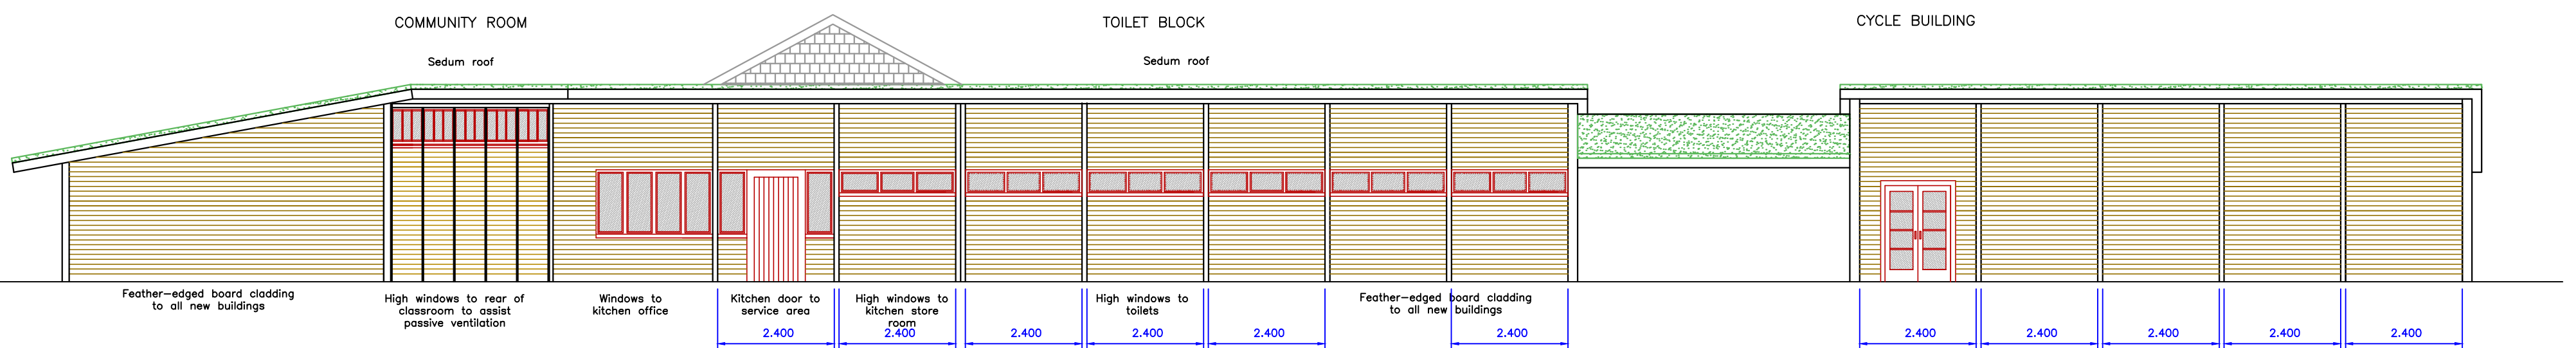 COMMUNITY ROOM
TOILET BLOCK
CYCLE BUILDING
Sedum roof
Sedum roof
Feather-edged board cladding
to all new buildings
High windows to rear of
classroom to assist
passive ventilation
Windows to
kitchen office
Kitchen door to
service area
High windows to
kitchen store
room
High windows to
toilets
Feather-edged board cladding
to all new buildings
2.400
2.400
2.400
2.400
2.400
2.400
2.400
2.400
2.400
2.400
2.400